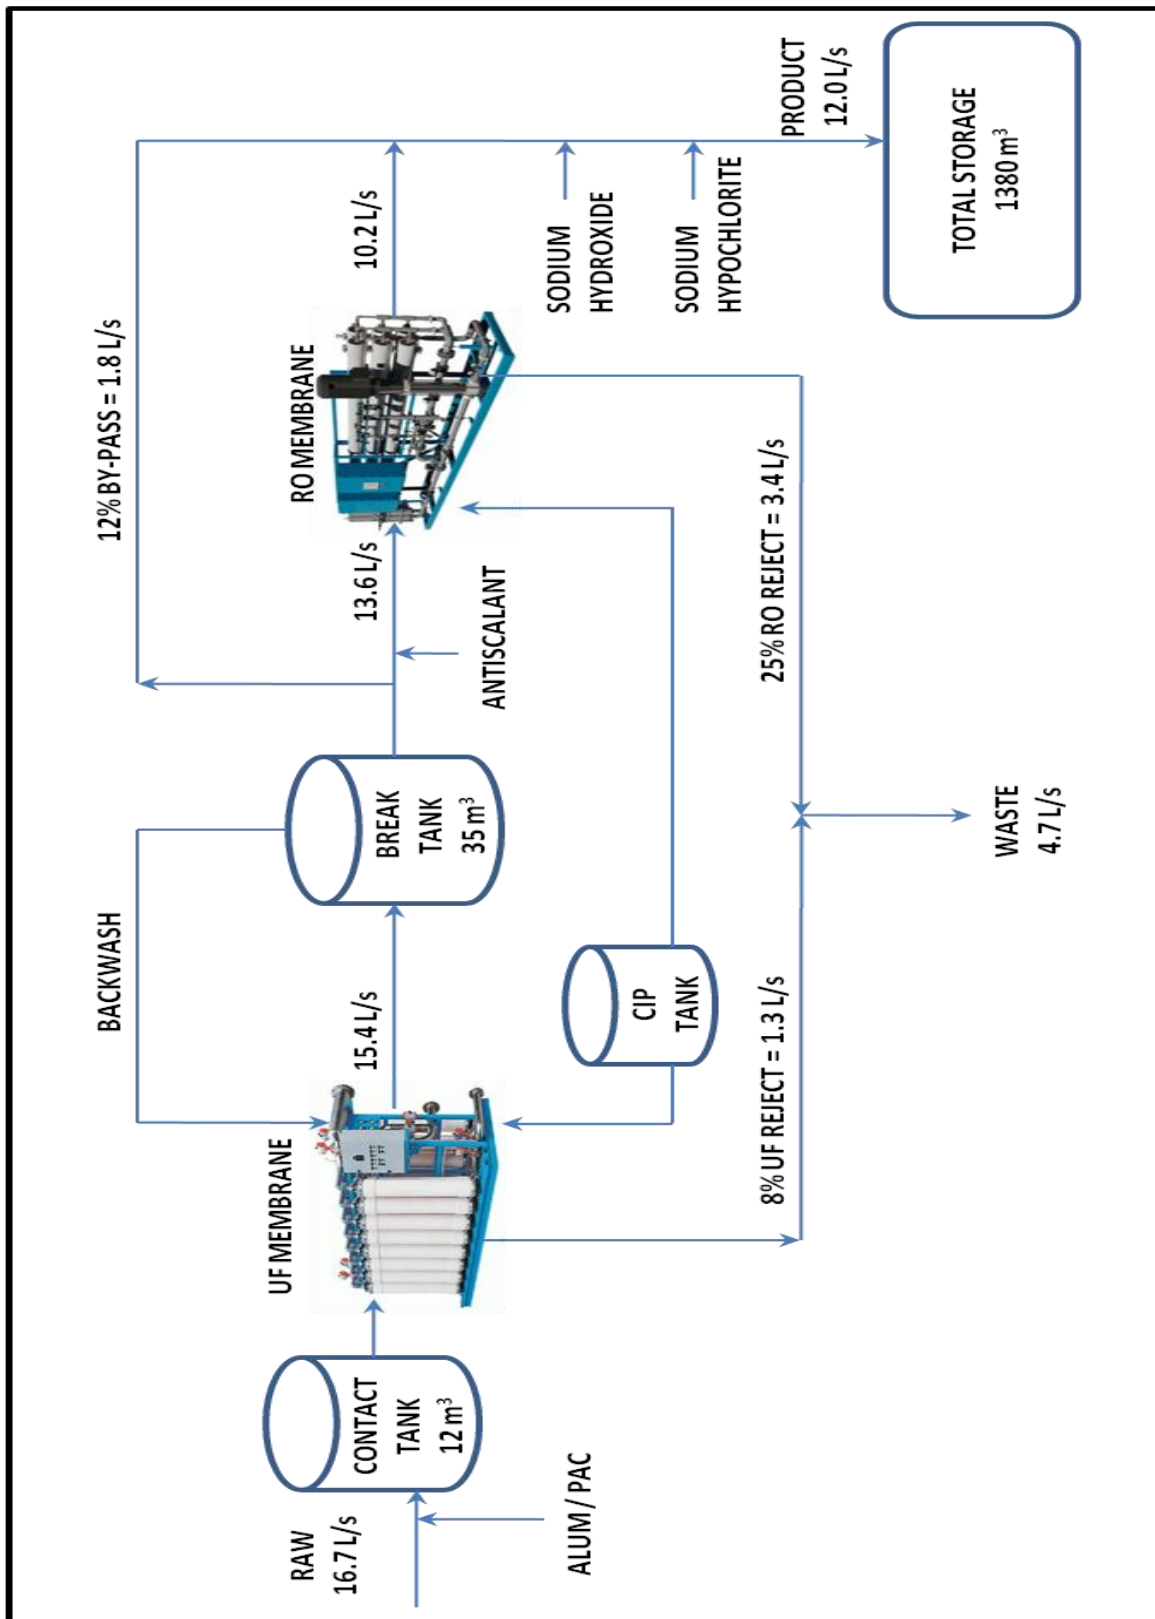 RAW
16.7 L/s
ALUM / PAC
CONTACT
TANK
12 m³
UF MEMBRANE
BACKWASH
15.4 L/s
BREAK
TANK
35 m³
CIP
TANK
8% UF REJECT = 1.3 L/s
WASTE
4.7 L/s
12% BY-PASS = 1.8 L/s
ANTISCALANT
13.6 L/s
RO MEMBRANE
25% RO REJECT = 3.4 L/s
10.2 L/s
SODIUM
HYDROXIDE
SODIUM
HYPOCHLORITE
PRODUCT
12.0 L/s
TOTAL STORAGE
1380 m³